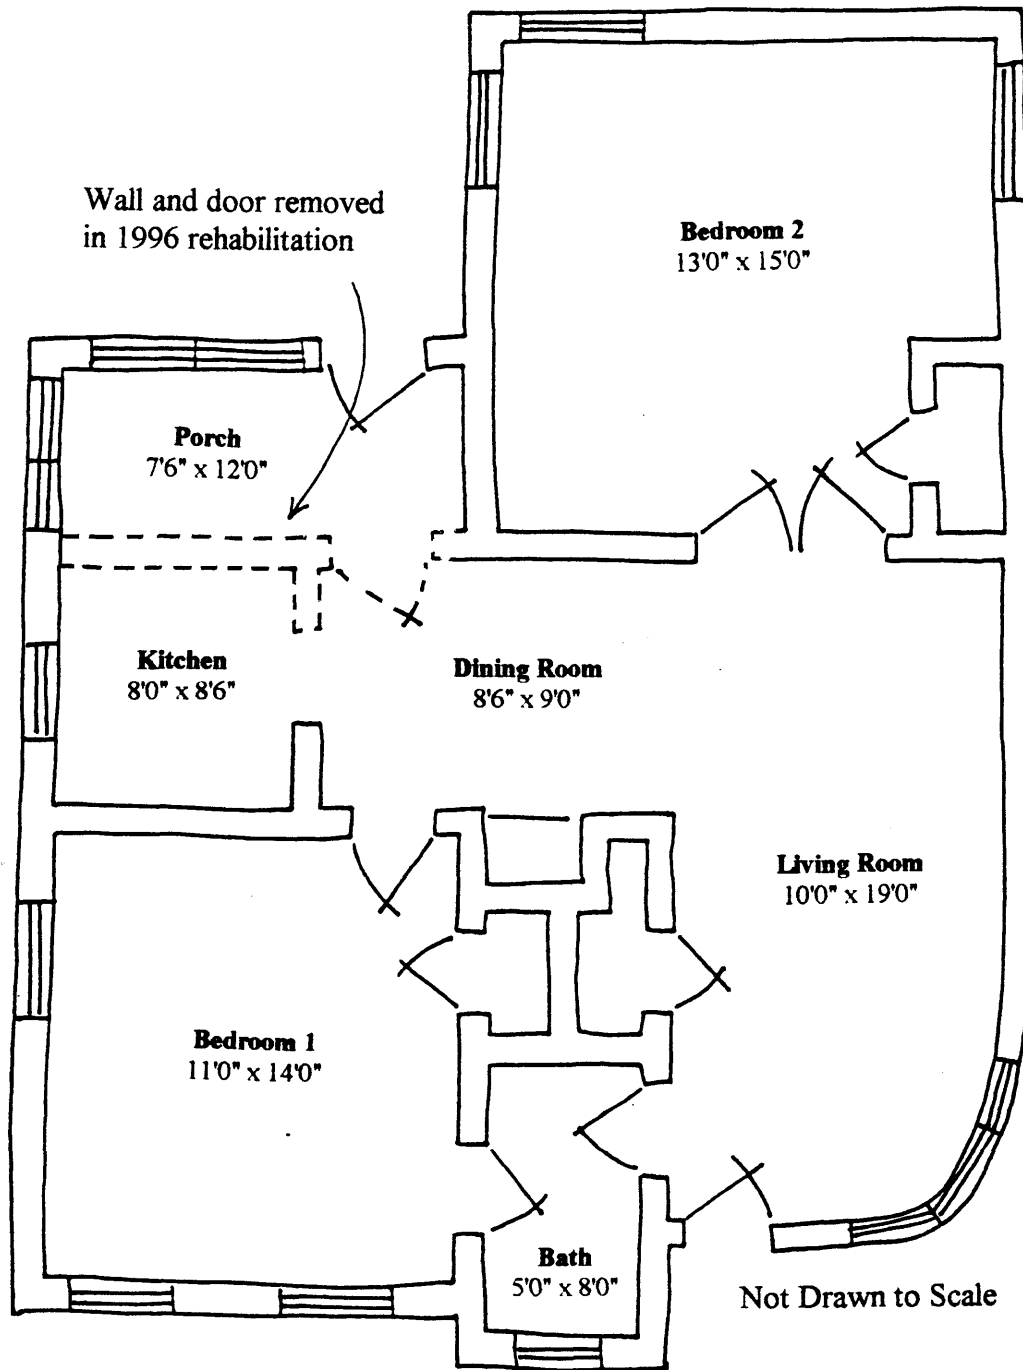 Wall and door removed
in 1996 rehabilitation
Bedroom 2
13'0" x 15'0"
Porch
7'6" x 12'0"
Kitchen
8'0" x 8'6"
Dining Room
8'6" x 9'0"
Living Room
10'0" x 19'0"
Bedroom 1
11'0" x 14'0"
Bath
5'0" x 8'0"
Not Drawn to Scale